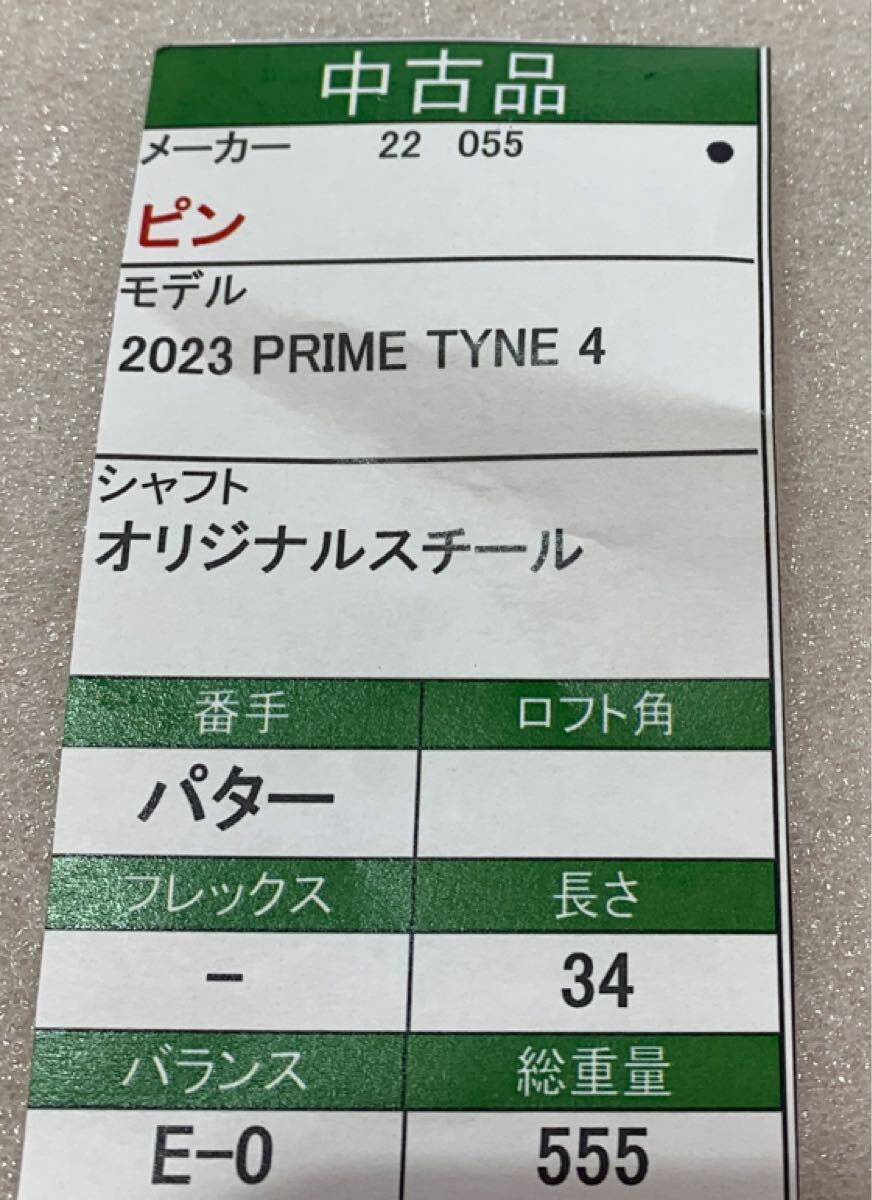 中古品
メーカー 22 055 ●
ピン
モデル
2023 PRIME TYNE 4
シャフト
オリジナルスチール
番手 ロフト角
パター
フレックス 長さ
- 34
バランス 総重量
E-0 555